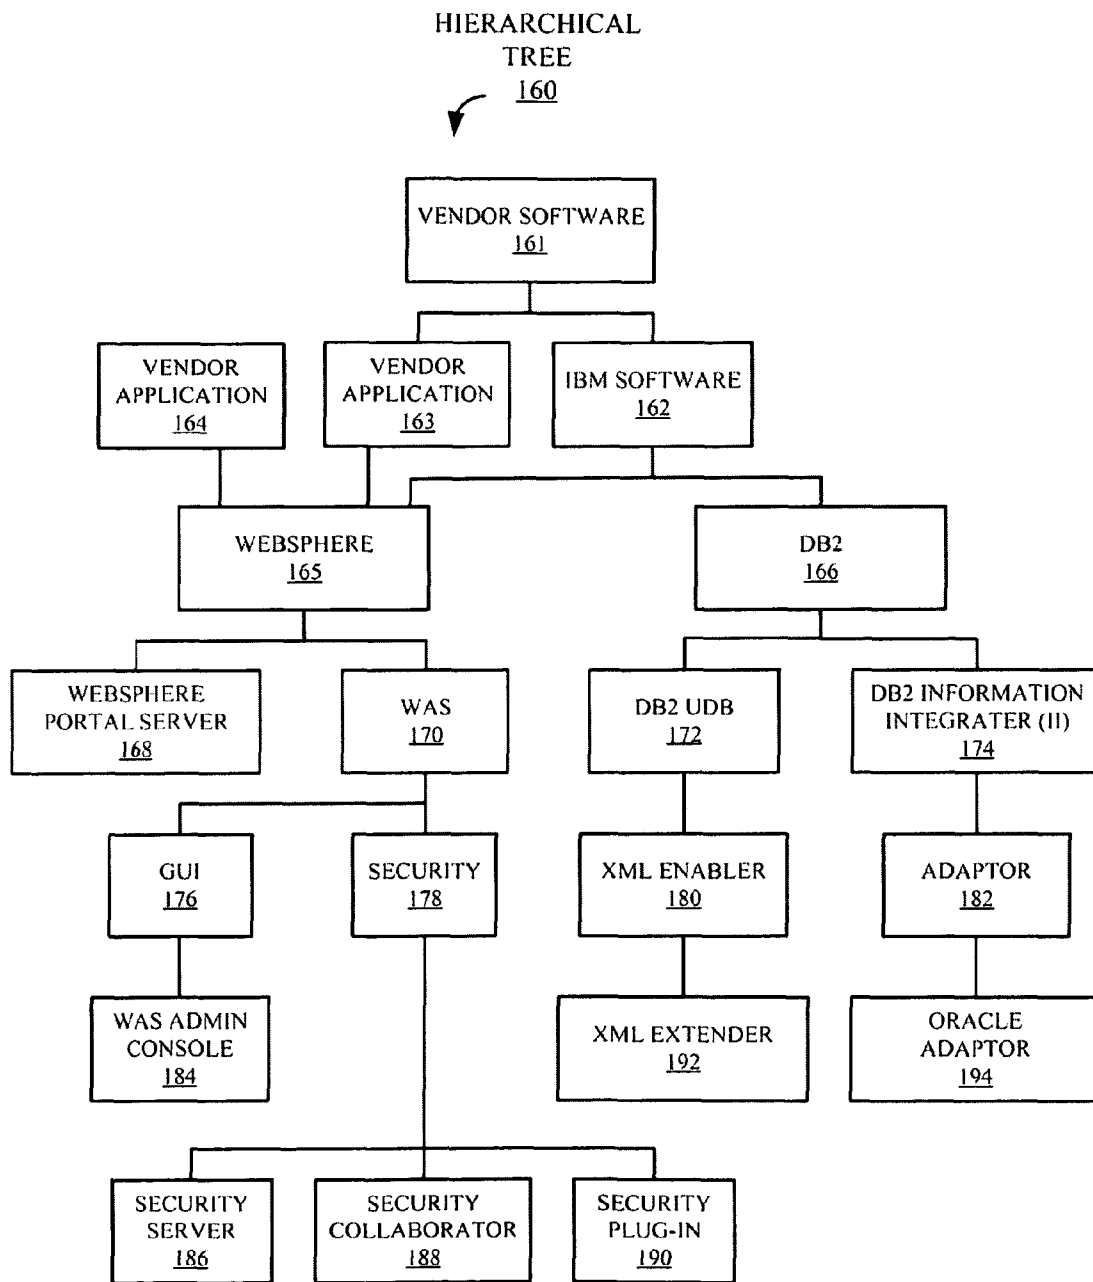 HIERARCHICAL
TREE
160
VENDOR SOFTWARE
161
VENDOR
APPLICATION
164
VENDOR
APPLICATION
163
IBM SOFTWARE
162
WEBSPHERE
165
DB2
166
WEBSPHERE
PORTAL SERVER
168
WAS
170
DB2 UDB
172
DB2 INFORMATION
INTEGRATER (II)
174
GUI
176
SECURITY
178
XML ENABLER
180
ADAPTOR
182
WAS ADMIN
CONSOLE
184
XML EXTENDER
192
ORACLE
ADAPTOR
194
SECURITY
SERVER
186
SECURITY
COLLABORATOR
188
SECURITY
PLUG-IN
190